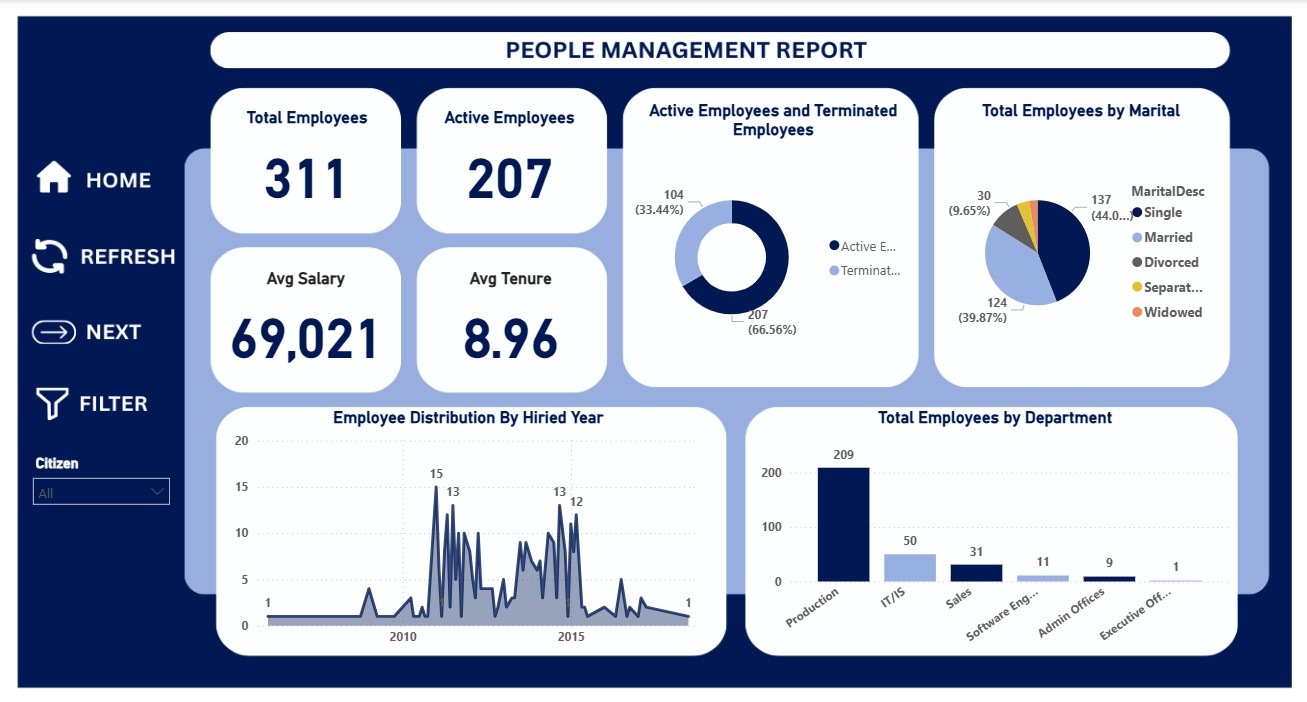 PEOPLE MANAGEMENT REPORT
HOME
REFRESH
NEXT
FILTER
Citizen
All
Total Employees
311
Active Employees
207
Avg Salary
69,021
Avg Tenure
8.96
Active Employees and Terminated
Employees
104
(33.44%)
207
(66.56%)
Active E...
Terminat...
Total Employees by Marital
30
(9.65%)
137
(44.0...)
124
(39.87%)
MaritalDesc
Single
Married
Divorced
Separat...
Widowed
Employee Distribution By Hiried Year
20
15
10
5
0
1
15
13
13
12
1
2010
2015
Total Employees by Department
200
100
0
209
50
31
11
9
1
Production
IT/IS
Sales
Software Eng...
Admin Offices
Executive Off...